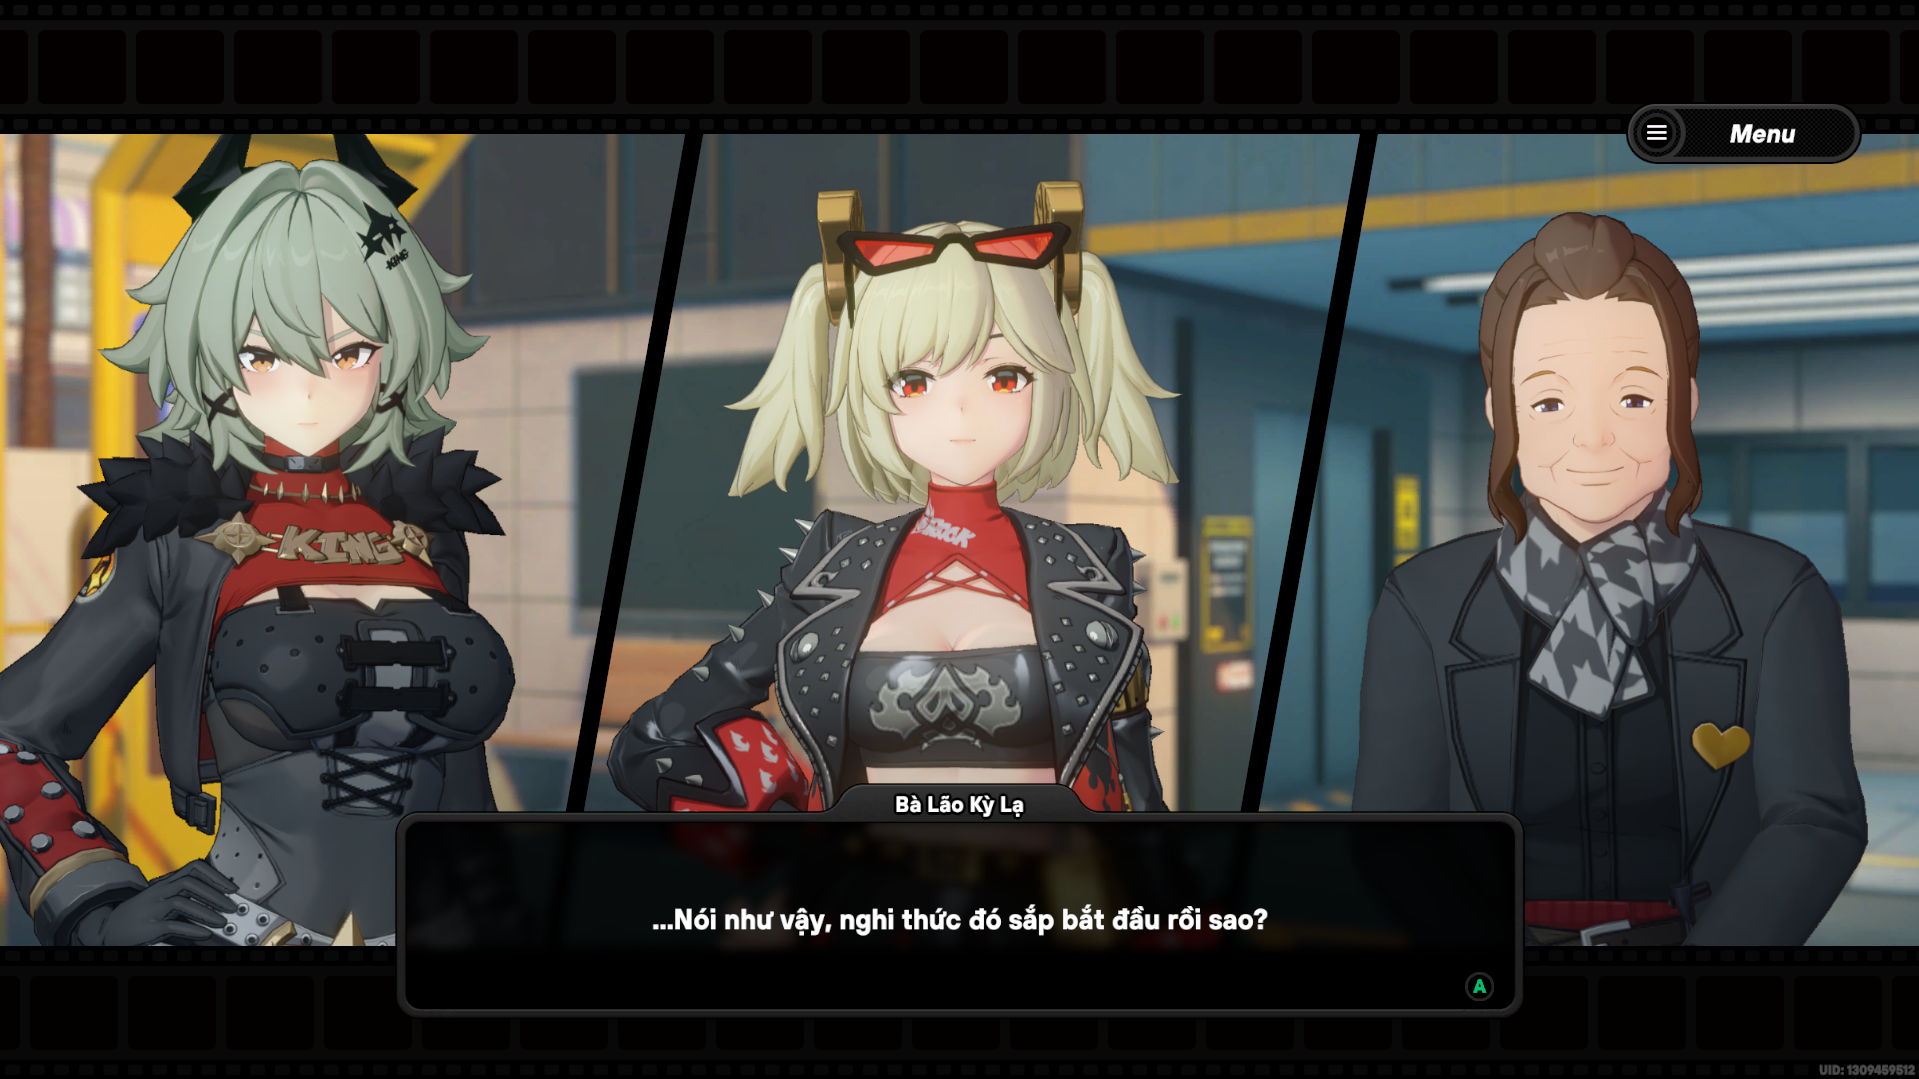 Menu
KING
KING
Bà Lão Kỳ Lạ
...Nói như vậy, nghi thức đó sắp bắt đầu rồi sao?
A
UID: 1309459512